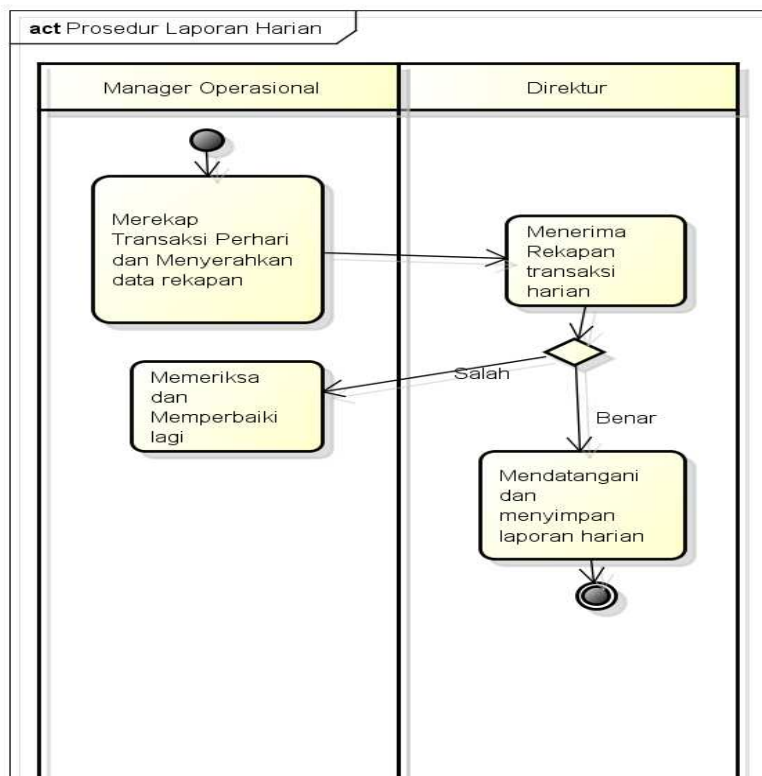 act Prosedur Laporan Harian
Manager Operasional
Direktur
Merekap
Transaksi Perhari
dan Menyerahkan
data rekapan
Menerima
Rekapan
transaksi
harian
Salah
Memeriksa
dan
Memperbaiki
lagi
Benar
Mendatangani
dan
menyimpan
laporan harian